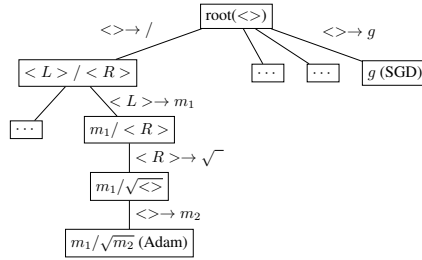 root(<>)
<>→ /
<>→ g
< L > / < R >
...
...
g (SGD)
< L >→ m₁
...
m₁/ < R >
< R >→ √
m₁/√<>
<>→ m₂
m₁/√m₂ (Adam)